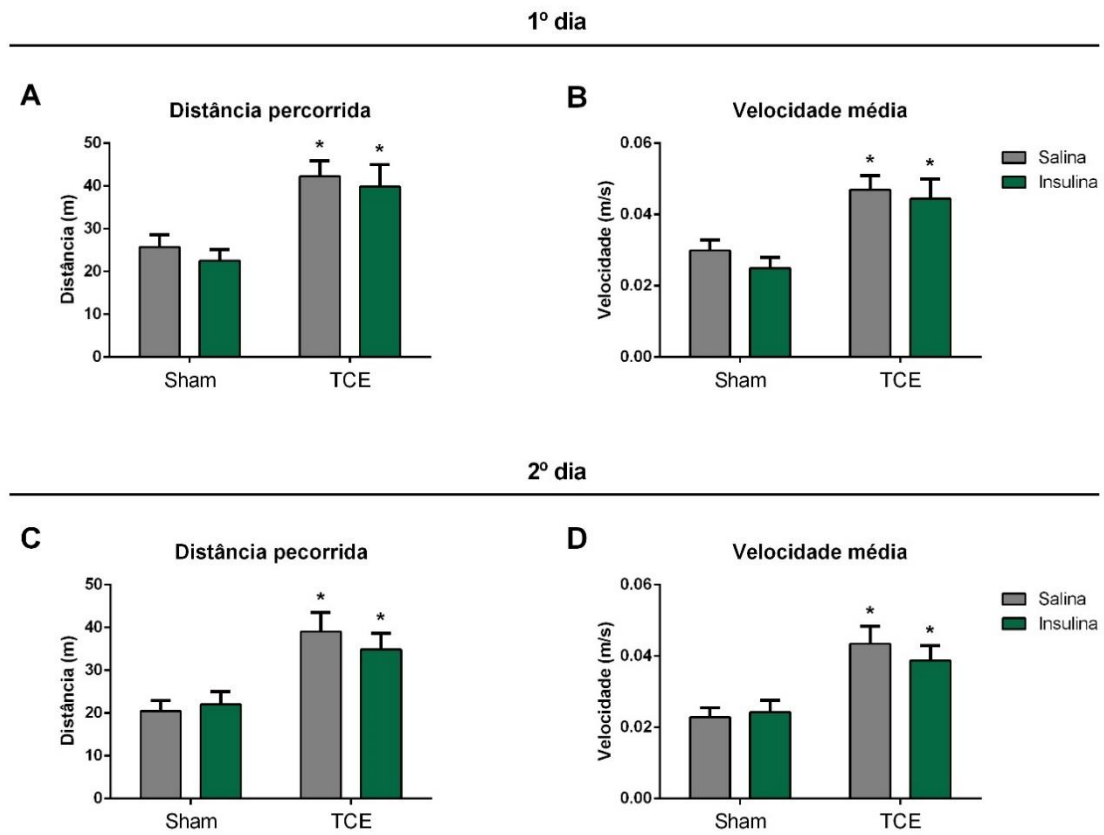 1º dia
A
Distância percorrida
50
40
30
20
10
0
Distância (m)
*
*
Sham
TCE
B
Velocidade média
0.06
0.04
0.02
0.00
Velocidade (m/s)
*
*
Sham
TCE
Salina
Insulina
2º dia
C
Distância pecorrida
50
40
30
20
10
0
Distância (m)
*
*
Sham
TCE
D
Velocidade média
0.06
0.04
0.02
0.00
Velocidade (m/s)
*
*
Sham
TCE
Salina
Insulina